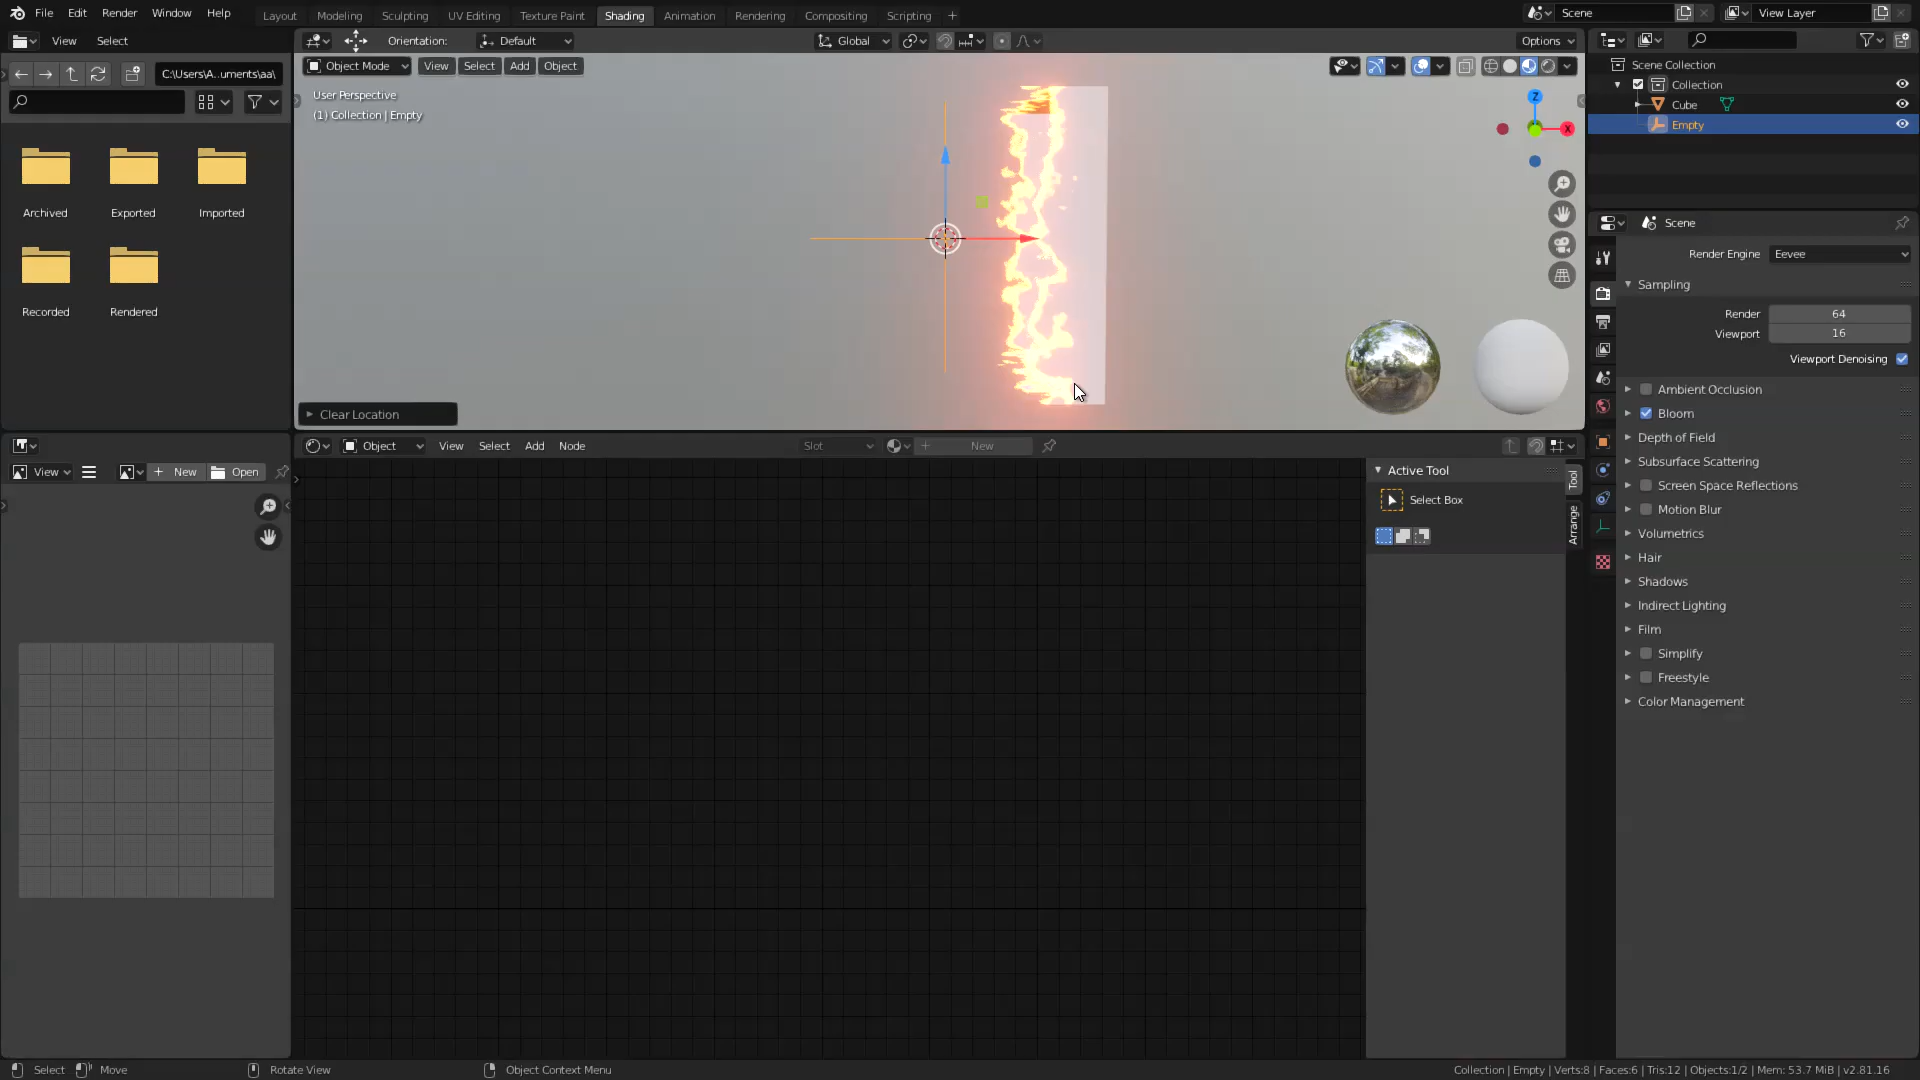 File Edit Render Window Help
Layout Modeling Sculpting UV Editing Texture Paint Shading Animation Rendering Compositing Scripting +
Scene
View Layer
View Select
Orientation: Default
Global
Options
C:\Users\A..uments\aa\
Object Mode View Select Add Object
User Perspective
(1) Collection | Empty
Z
X
Archived Exported Imported
Recorded Rendered
Clear Location
Scene Collection
Collection
Cube
Empty
Scene
Render Engine Eevee
Sampling
Render 64
Viewport 16
Viewport Denoising
Ambient Occlusion
Bloom
Depth of Field
Subsurface Scattering
Screen Space Reflections
Motion Blur
Volumetrics
Hair
Shadows
Indirect Lighting
Film
Simplify
Freestyle
Color Management
Object View Select Add Node
Slot
+ New
View
+ New Open
Active Tool
Select Box
Tool
Arrange
Select Move Rotate View Object Context Menu
Collection | Empty | Verts:8 | Faces:6 | Tris:12 | Objects:1/2 | Mem: 53.7 MiB | v2.81.16